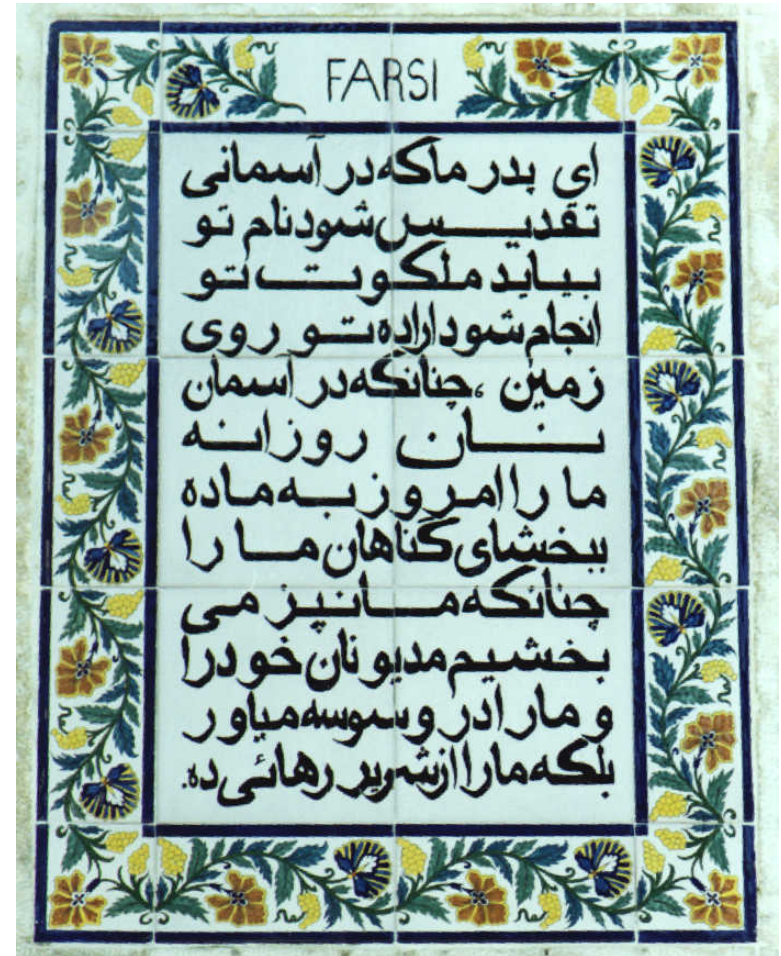 FARSI
ای پدر ما که در آسمانی
تقدیس شود نام تو
بیاید ملکوت تو
انجام شود اراده تو روی
زمین ، چنانکه در آسمان
نان روزانه
ما را امروز به ما ده
ببخشای گناهان ما را
چنانکه ما نیز می
بخشیم مدیونان خود را
و ما را در وسوسه میاور
بلکه ما را از شریر رهائی ده.